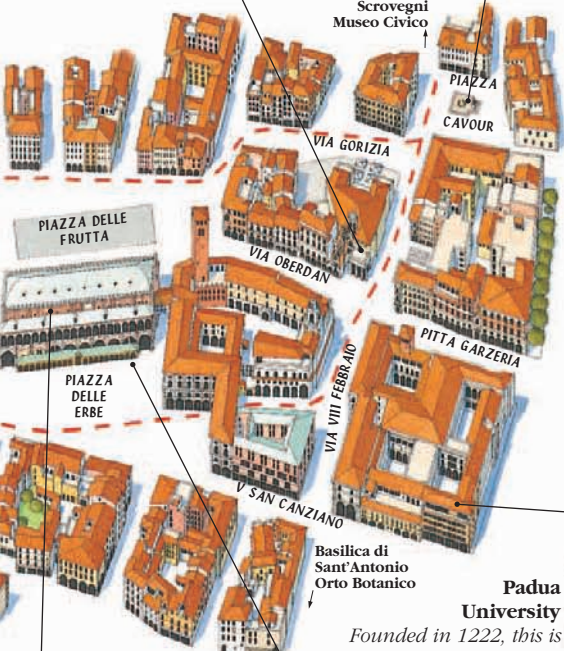 Scrovegni
Museo Civico
PIAZZA
CAVOUR
VIA GORIZIA
PIAZZA DELLE
FRUTTA
VIA OBERDAN
PITTA GARZERIA
PIAZZA
DELLE
ERBE
VIA VIII FEBBRAIO
V SAN CANZIANO
Basilica di
Sant'Antonio
Orto Botanico
Padua
University
Founded in 1222, this is